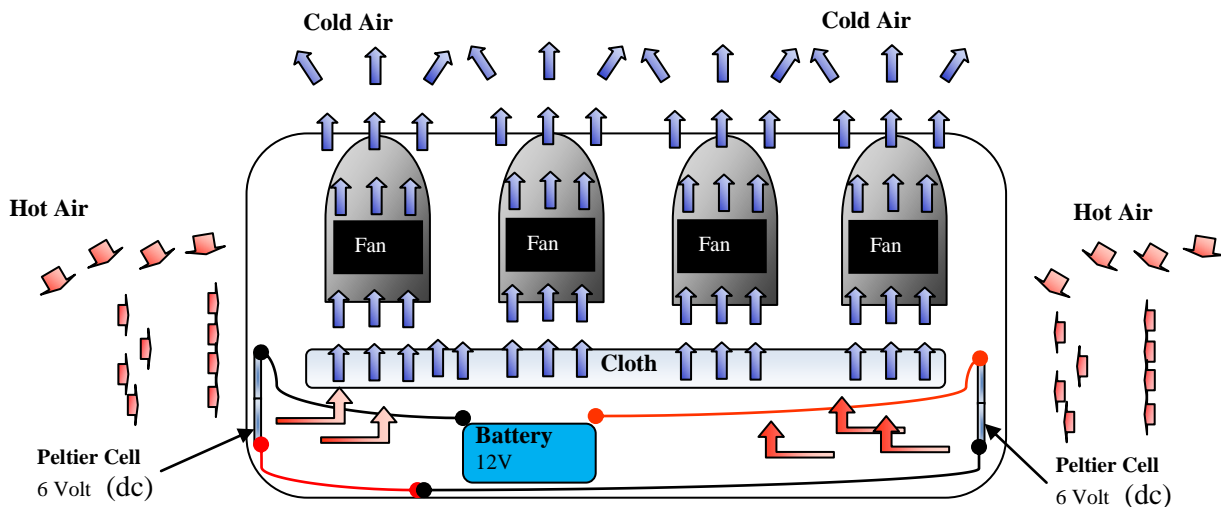 Cold Air
Cold Air
Hot Air
Hot Air
Fan
Fan
Fan
Fan
Cloth
Battery
12V
Peltier Cell
6 Volt (dc)
Peltier Cell
6 Volt (dc)